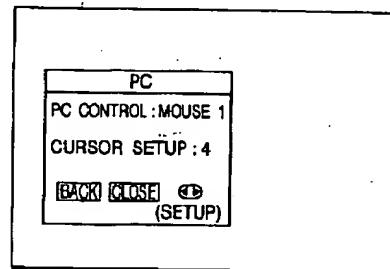 PC
PC CONTROL : MOUSE 1
CURSOR SETUP : 4
BACK CLOSE
(SETUP)